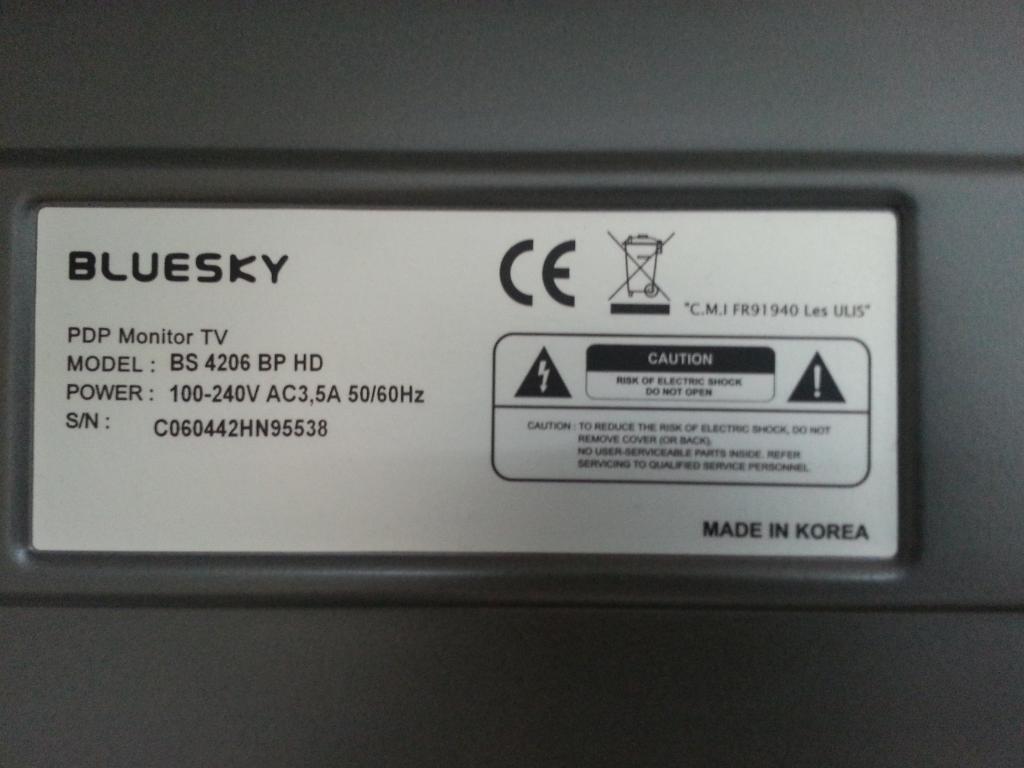 BLUESKY
PDP Monitor TV
MODEL : BS 4206 BP HD
POWER : 100-240V AC3,5A 50/60Hz
S/N : C060442HN95538
CE
"C.M.I FR91940 Les ULIS"
CAUTION
RISK OF ELECTRIC SHOCK
DO NOT OPEN
CAUTION : TO REDUCE THE RISK OF ELECTRIC SHOCK, DO NOT
REMOVE COVER (OR BACK).
NO USER-SERVICEABLE PARTS INSIDE. REFER
SERVICING TO QUALIFIED SERVICE PERSONNEL.
MADE IN KOREA